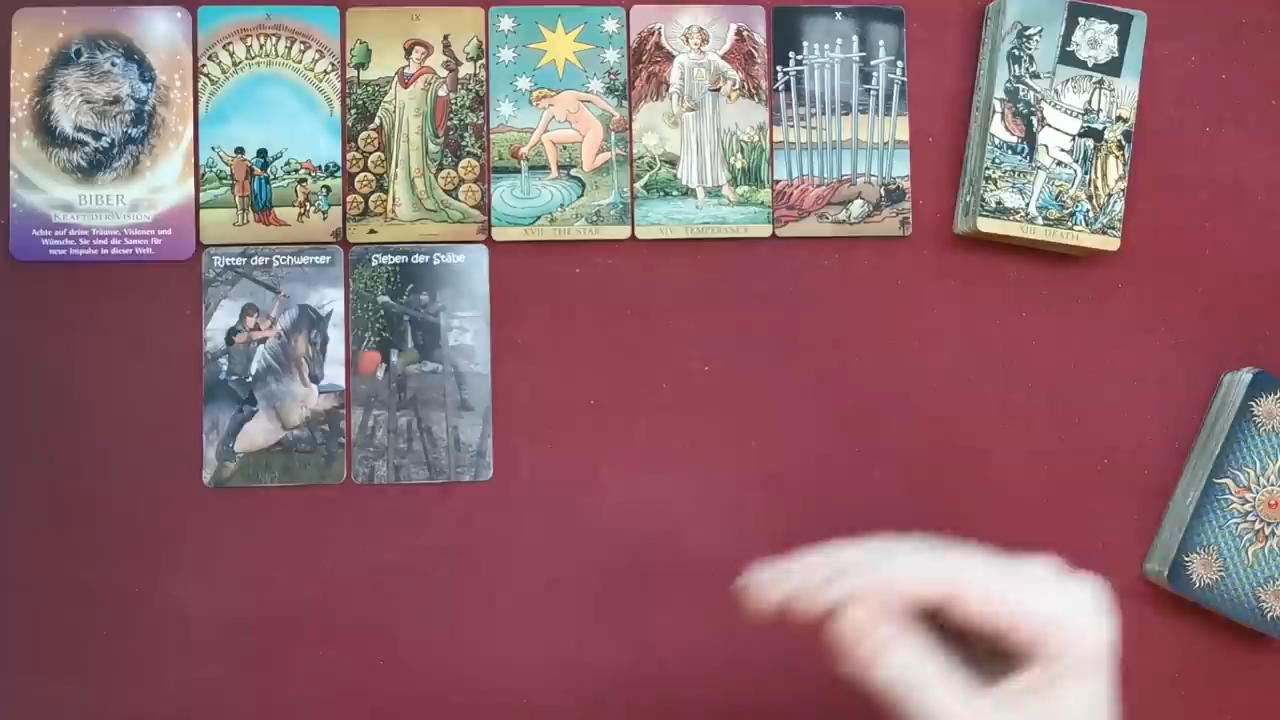 BIBER
KRAFT DER VISION
Achte auf deine Träume, Visionen und
Wünsche. Sie sind die Samen für
neue Impulse in dieser Welt.
X
IX
XVII THE STAR
XIV TEMPERANCE
X
XIII DEATH
Ritter der Schwerter
Sieben der Stäbe